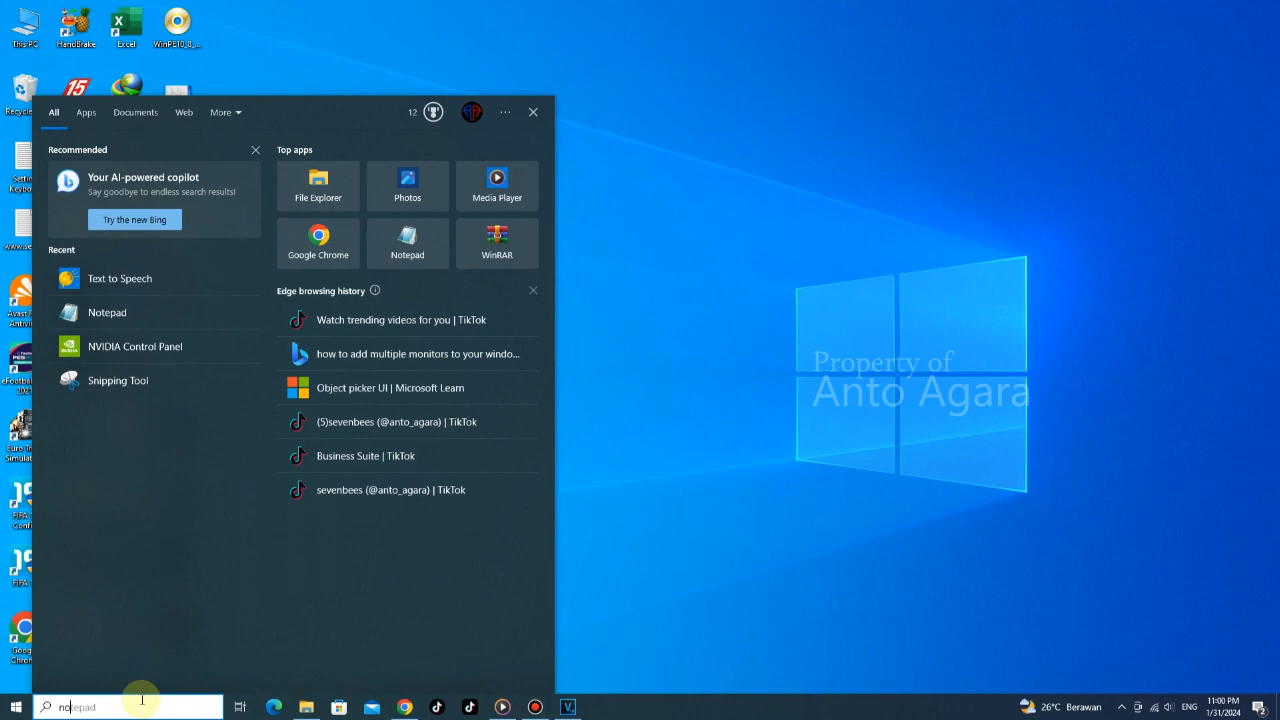 This PC
HandBrake
Excel
WinPE10_8_...
Recycle
15
All
Apps
Documents
Web
More
12
Recommended
Your AI-powered copilot
Say goodbye to endless search results!
Try the new Bing
Recent
Text to Speech
Notepad
NVIDIA Control Panel
Snipping Tool
Top apps
File Explorer
Photos
Media Player
Google Chrome
Notepad
WinRAR
Edge browsing history
Watch trending videos for you | TikTok
how to add multiple monitors to your windo...
Object picker UI | Microsoft Learn
(5)sevenbees (@anto_agara) | TikTok
Business Suite | TikTok
sevenbees (@anto_agara) | TikTok
Property of
Anto Agara
notepad
26°C Berawan
ENG
11:00 PM
1/31/2024
2